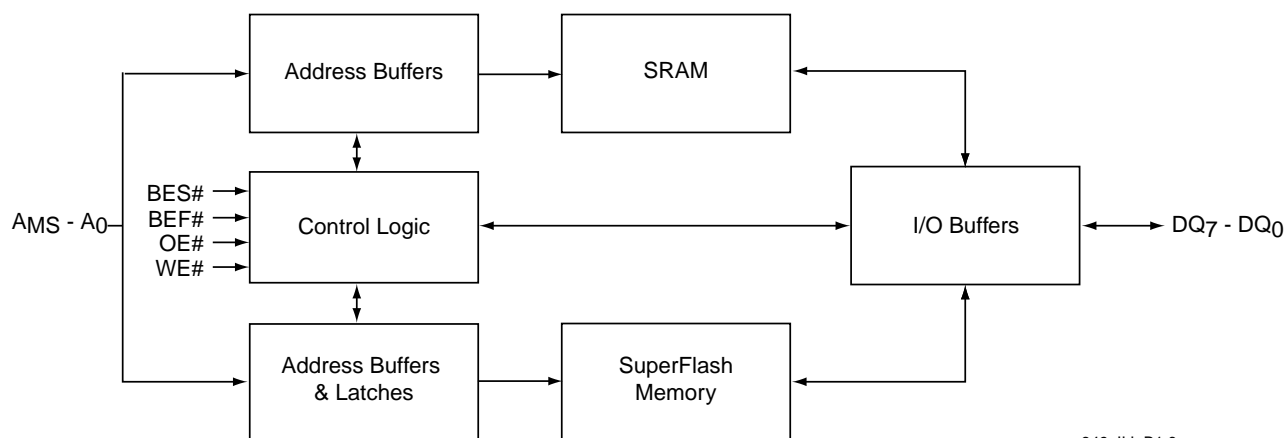 Address Buffers
SRAM
BES#
BEF#
OE#
WE#
AMS - A0
Control Logic
I/O Buffers
DQ7 - DQ0
Address Buffers
& Latches
SuperFlash
Memory